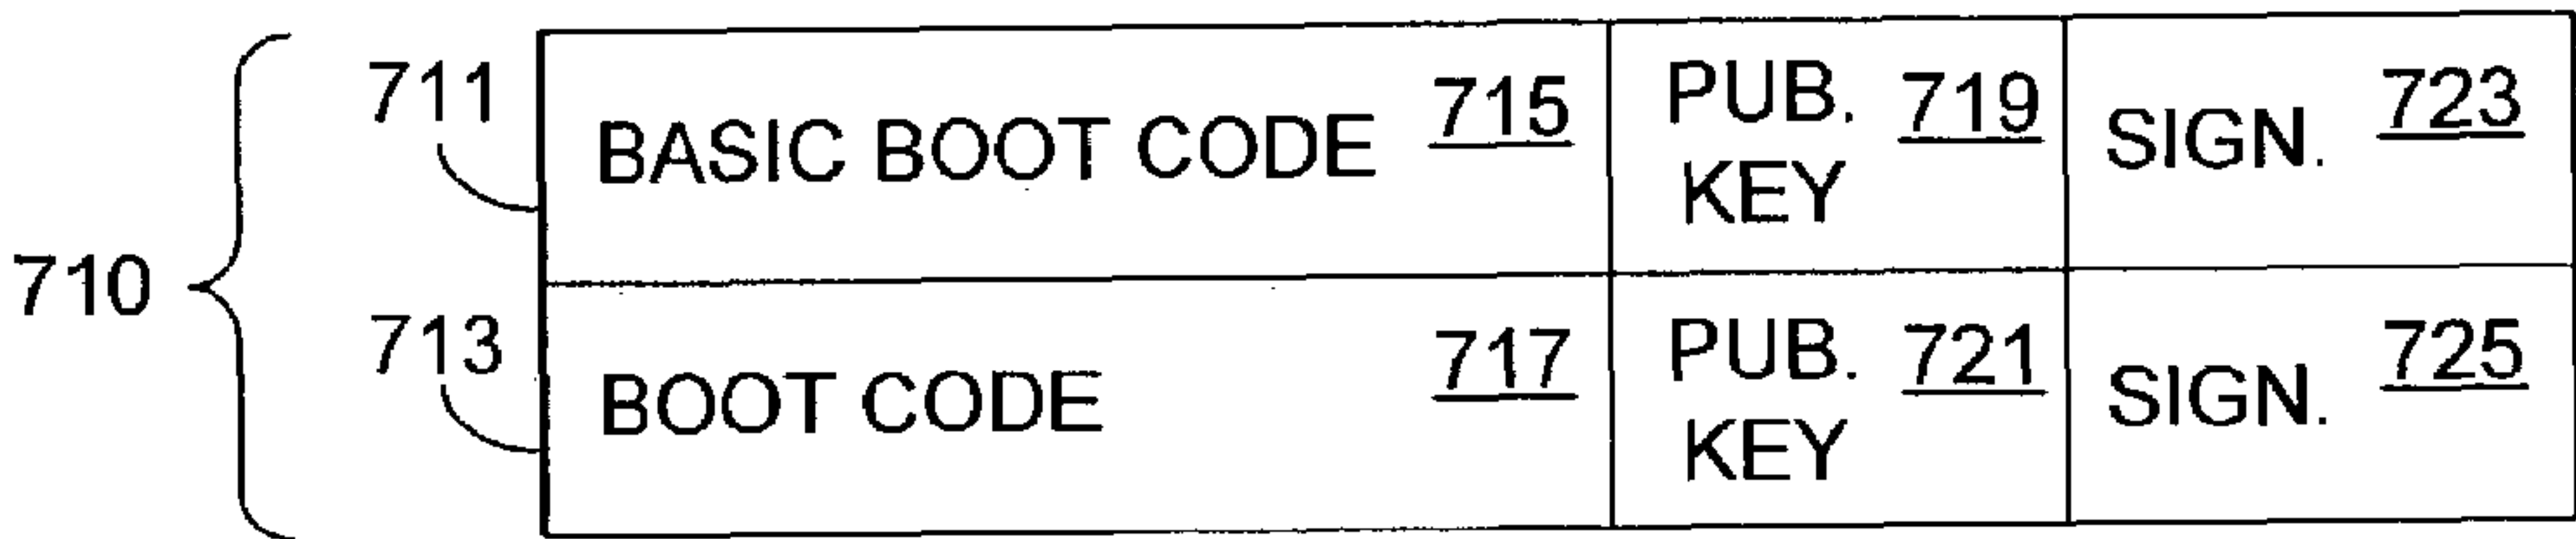 710
711
BASIC BOOT CODE 715
PUB. KEY 719
SIGN. 723
713
BOOT CODE 717
PUB. KEY 721
SIGN. 725